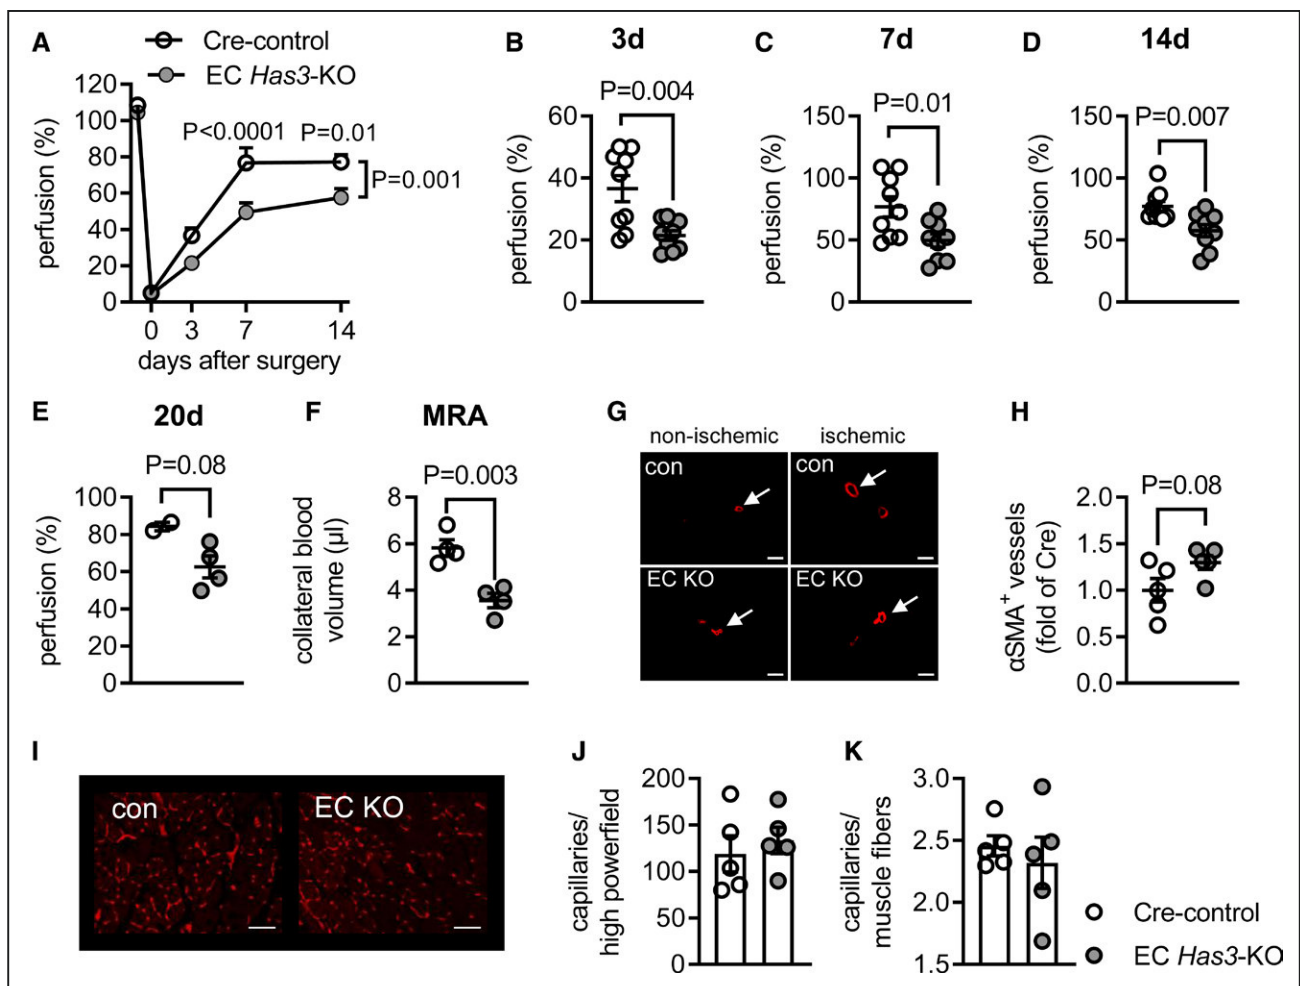 A
Cre-control
EC Has3-KO
120
100
80
60
40
20
0
perfusion (%)
P<0.0001 P=0.01
P=0.001
0 3 7 14
days after surgery
B
3d
P=0.004
60
40
20
0
perfusion (%)
C
7d
P=0.01
150
100
50
0
perfusion (%)
D
14d
P=0.007
150
100
50
0
perfusion (%)
E
20d
P=0.08
100
80
60
40
20
0
perfusion (%)
F
MRA
P=0.003
8
6
4
2
0
collateral blood
volume (µl)
G
non-ischemic ischemic
con con
EC KO EC KO
H
P=0.08
2.0
1.5
1.0
0.5
0.0
αSMA⁺ vessels
(fold of Cre)
I
con EC KO
J
200
150
100
50
0
capillaries/
high powerfield
K
3.0
2.5
2.0
1.5
capillaries/
muscle fibers
Cre-control
EC Has3-KO